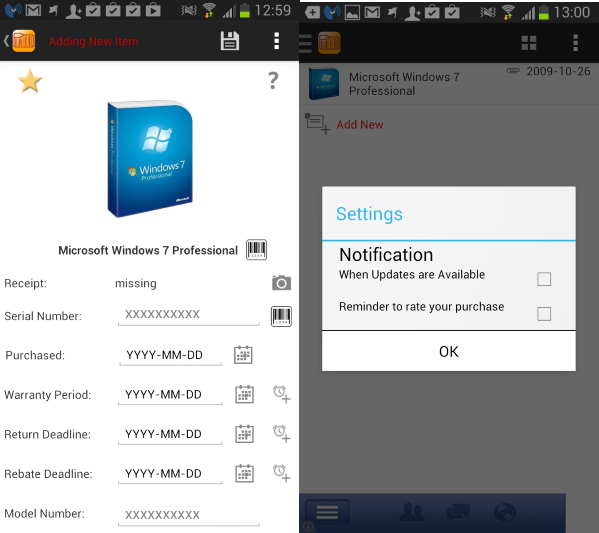 12:59
Adding New Item
?
Windows 7
Professional
Microsoft Windows 7 Professional
Receipt: missing
Serial Number: XXXXXXXXXX
Purchased: YYYY-MM-DD
Warranty Period: YYYY-MM-DD
Return Deadline: YYYY-MM-DD
Rebate Deadline: YYYY-MM-DD
Model Number: XXXXXXXXXX
13:00
Microsoft Windows 7
Professional
2009-10-26
Add New
Settings
Notification
When Updates are Available
Reminder to rate your purchase
OK